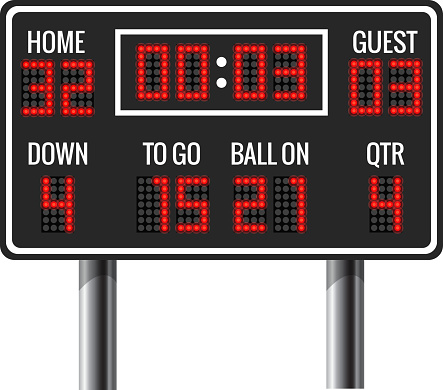 HOME 00:03 GUEST
32 03
DOWN TO GO BALL ON QTR
4 15 21 4